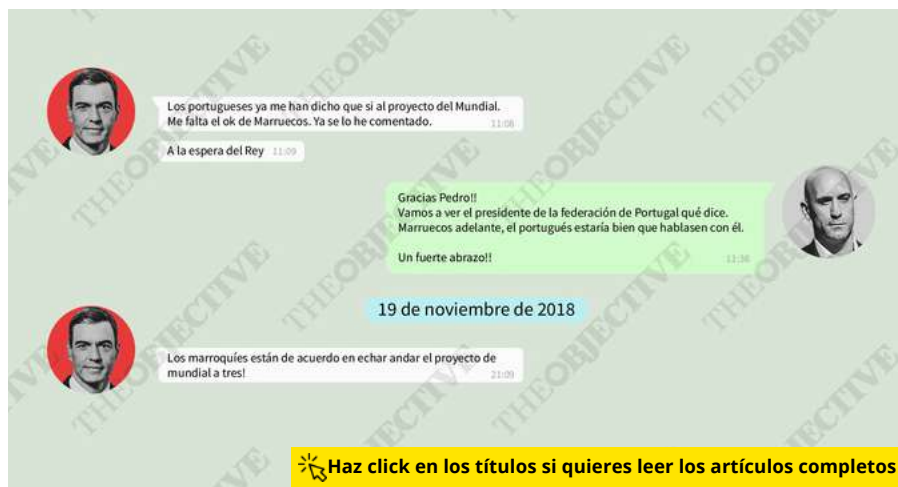 Los portugueses ya me han dicho que si al proyecto del Mundial.
Me falta el ok de Marruecos. Ya se lo he comentado.
11:08
A la espera del Rey 11:09
Gracias Pedro!!
Vamos a ver el presidente de la federación de Portugal qué dice.
Marruecos adelante, el portugués estaría bien que hablasen con él.
Un fuerte abrazo!!
11:38
19 de noviembre de 2018
Los marroquíes están de acuerdo en echar andar el proyecto de
mundial a tres!
21:09
Haz click en los títulos si quieres leer los artículos completos
THEOBJECTIVE